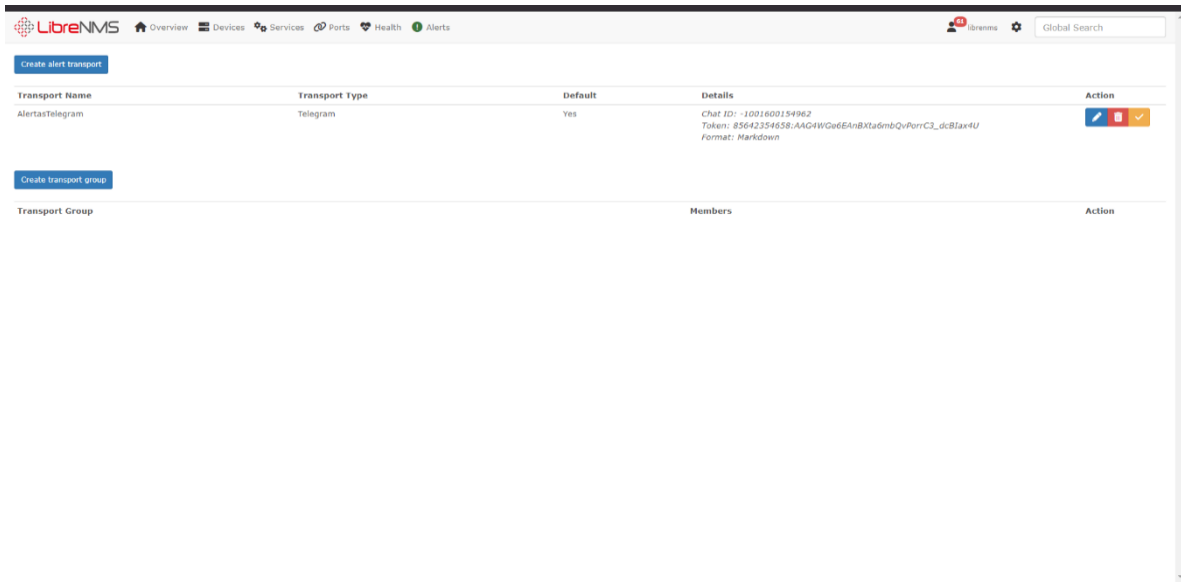 LibreNMS Overview Devices Services Ports Health Alerts 61 librenms Global Search
Create alert transport
Transport Name Transport Type Default Details Action
AlertasTelegram Telegram Yes Chat ID: -1001600154962
Token: 85642354658:AAG4WGe6EAnBXta6mbQvPorrC3_dcBIax4U
Format: Markdown
Create transport group
Transport Group Members Action